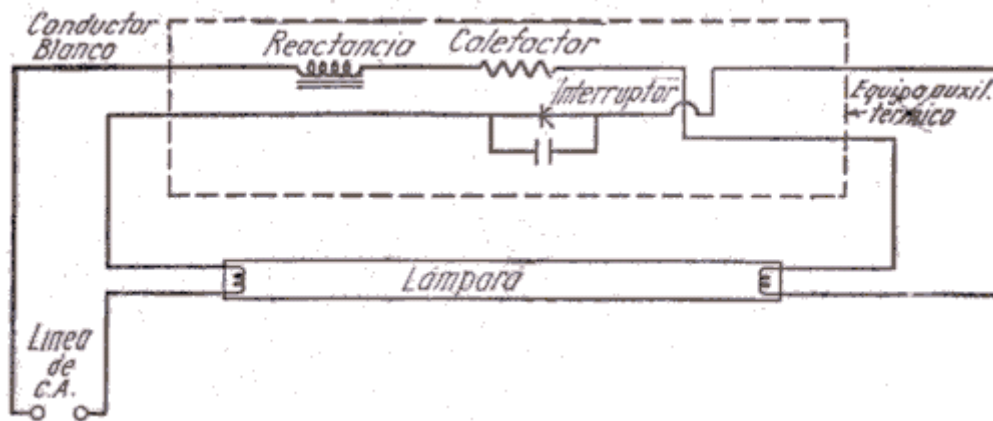 Conductor
Blanco
Reactancia
Calefactor
Interruptor
Equipo auxil.
térmico
Lámpara
Línea
de
C.A.